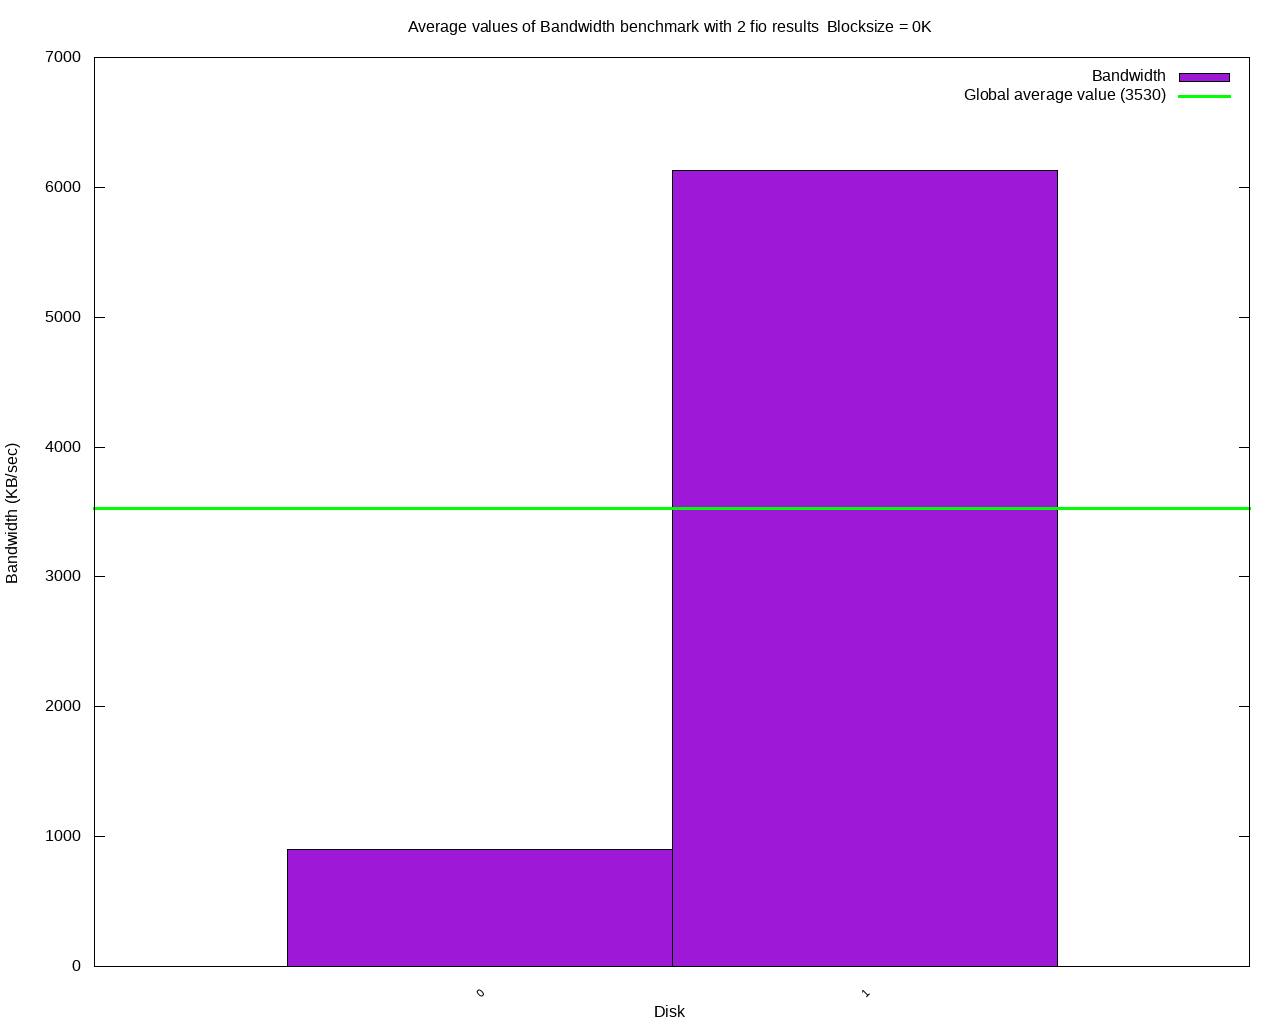 Average values of Bandwidth benchmark with 2 fio results  Blocksize = 0K
7000
6000
5000
4000
3000
2000
1000
0
Bandwidth
Global average value (3530)
Bandwidth (KB/sec)
0
1
Disk